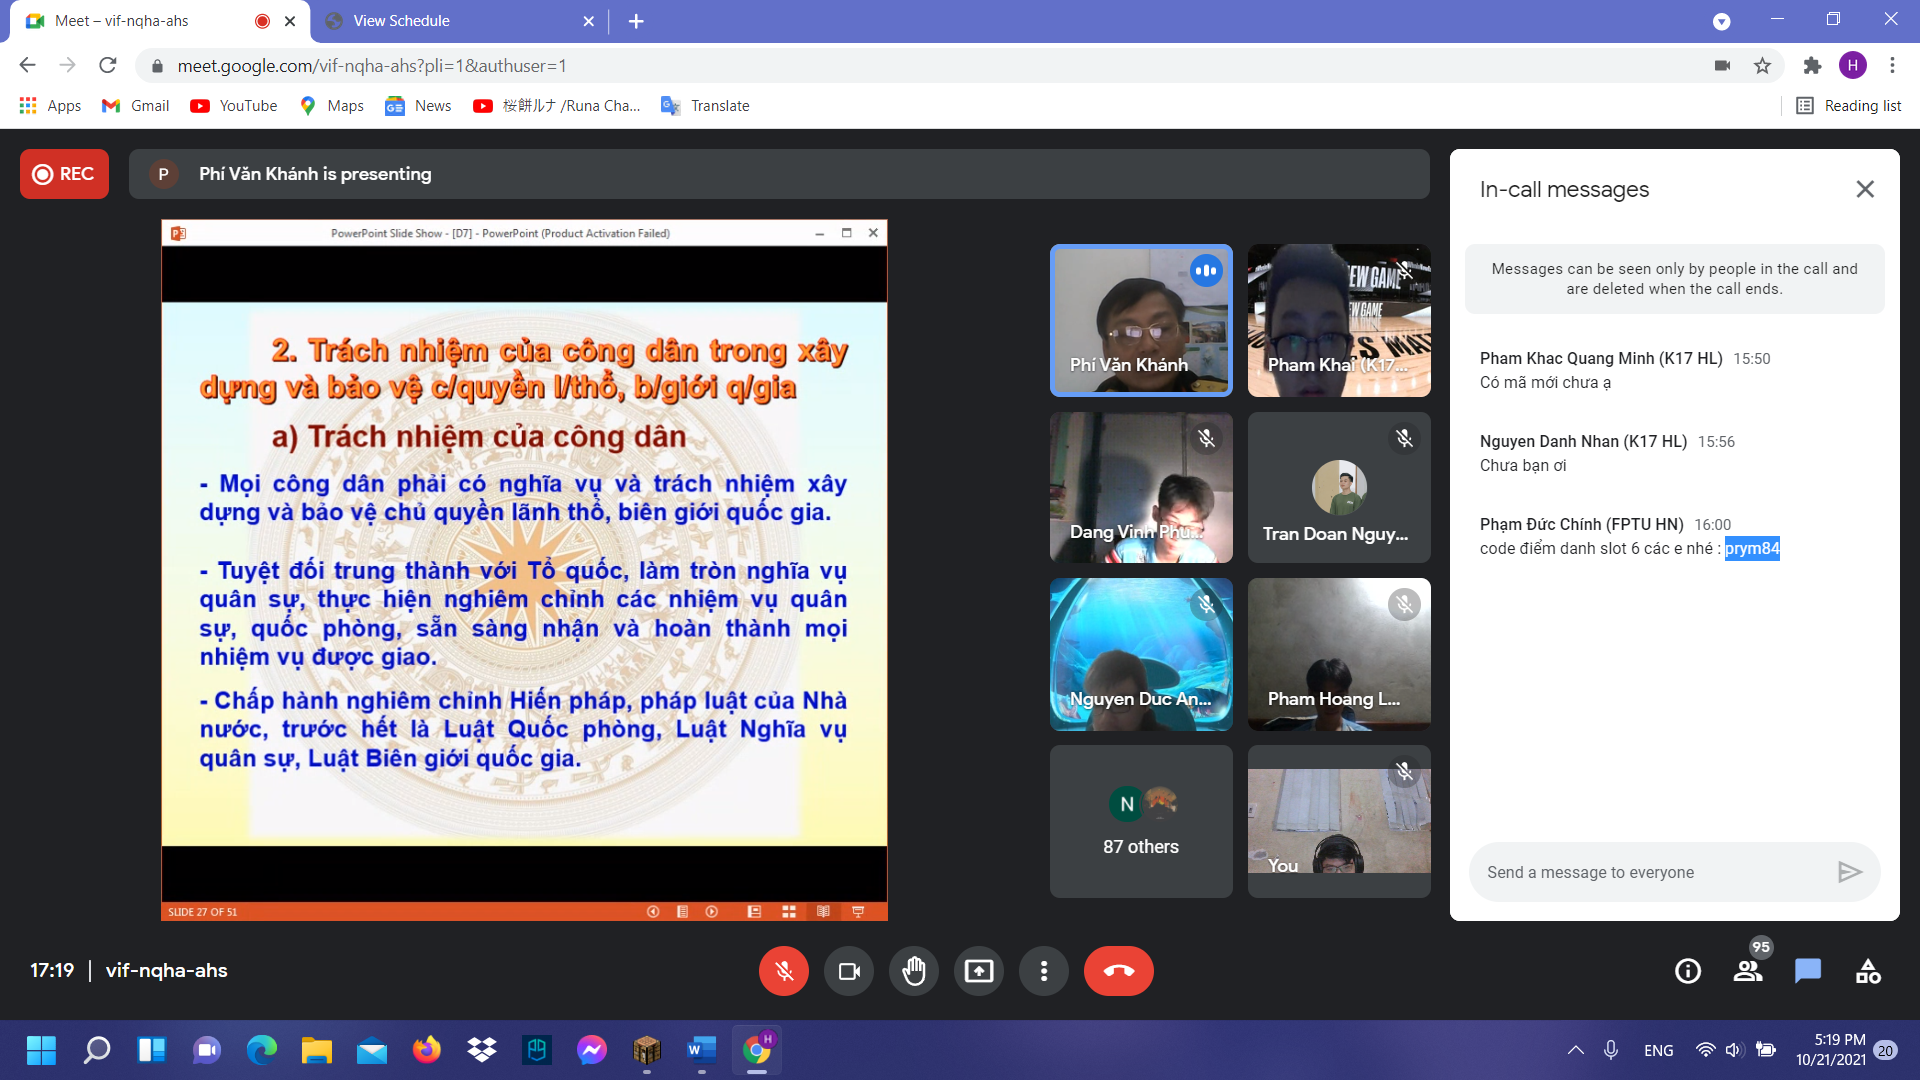 Meet – vif-nqha-ahs
View Schedule
meet.google.com/vif-nqha-ahs?pli=1&authuser=1
H
Apps
Gmail
YouTube
Maps
News
桜餅ルナ/Runa Cha...
Translate
Reading list
REC
P
Phí Văn Khánh is presenting
PowerPoint Slide Show - [D7] - PowerPoint (Product Activation Failed)
2. Trách nhiệm của công dân trong xây
dựng và bảo vệ c/quyền l/thổ, b/giới q/gia
a) Trách nhiệm của công dân
- Mọi công dân phải có nghĩa vụ và trách nhiệm xây
dựng và bảo vệ chủ quyền lãnh thổ, biên giới quốc gia.
- Tuyệt đối trung thành với Tổ quốc, làm tròn nghĩa vụ
quân sự, thực hiện nghiêm chỉnh các nhiệm vụ quân
sự, quốc phòng, sẵn sàng nhận và hoàn thành mọi
nhiệm vụ được giao.
- Chấp hành nghiêm chỉnh Hiến pháp, pháp luật của Nhà
nước, trước hết là Luật Quốc phòng, Luật Nghĩa vụ
quân sự, Luật Biên giới quốc gia.
SLIDE 27 OF 51
Phí Văn Khánh
NEW GAME
Pham Khai (K17...
Dang Vinh Phu...
Tran Doan Nguy...
Nguyen Duc An...
Pham Hoang L...
N
87 others
You
In-call messages
Messages can be seen only by people in the call and
are deleted when the call ends.
Pham Khac Quang Minh (K17 HL) 15:50
Có mã mới chưa ạ
Nguyen Danh Nhan (K17 HL) 15:56
Chưa bạn ơi
Phạm Đức Chính (FPTU HN) 16:00
code điểm danh slot 6 các e nhé : prym84
Send a message to everyone
17:19 | vif-nqha-ahs
95
ENG
5:19 PM
10/21/2021
20